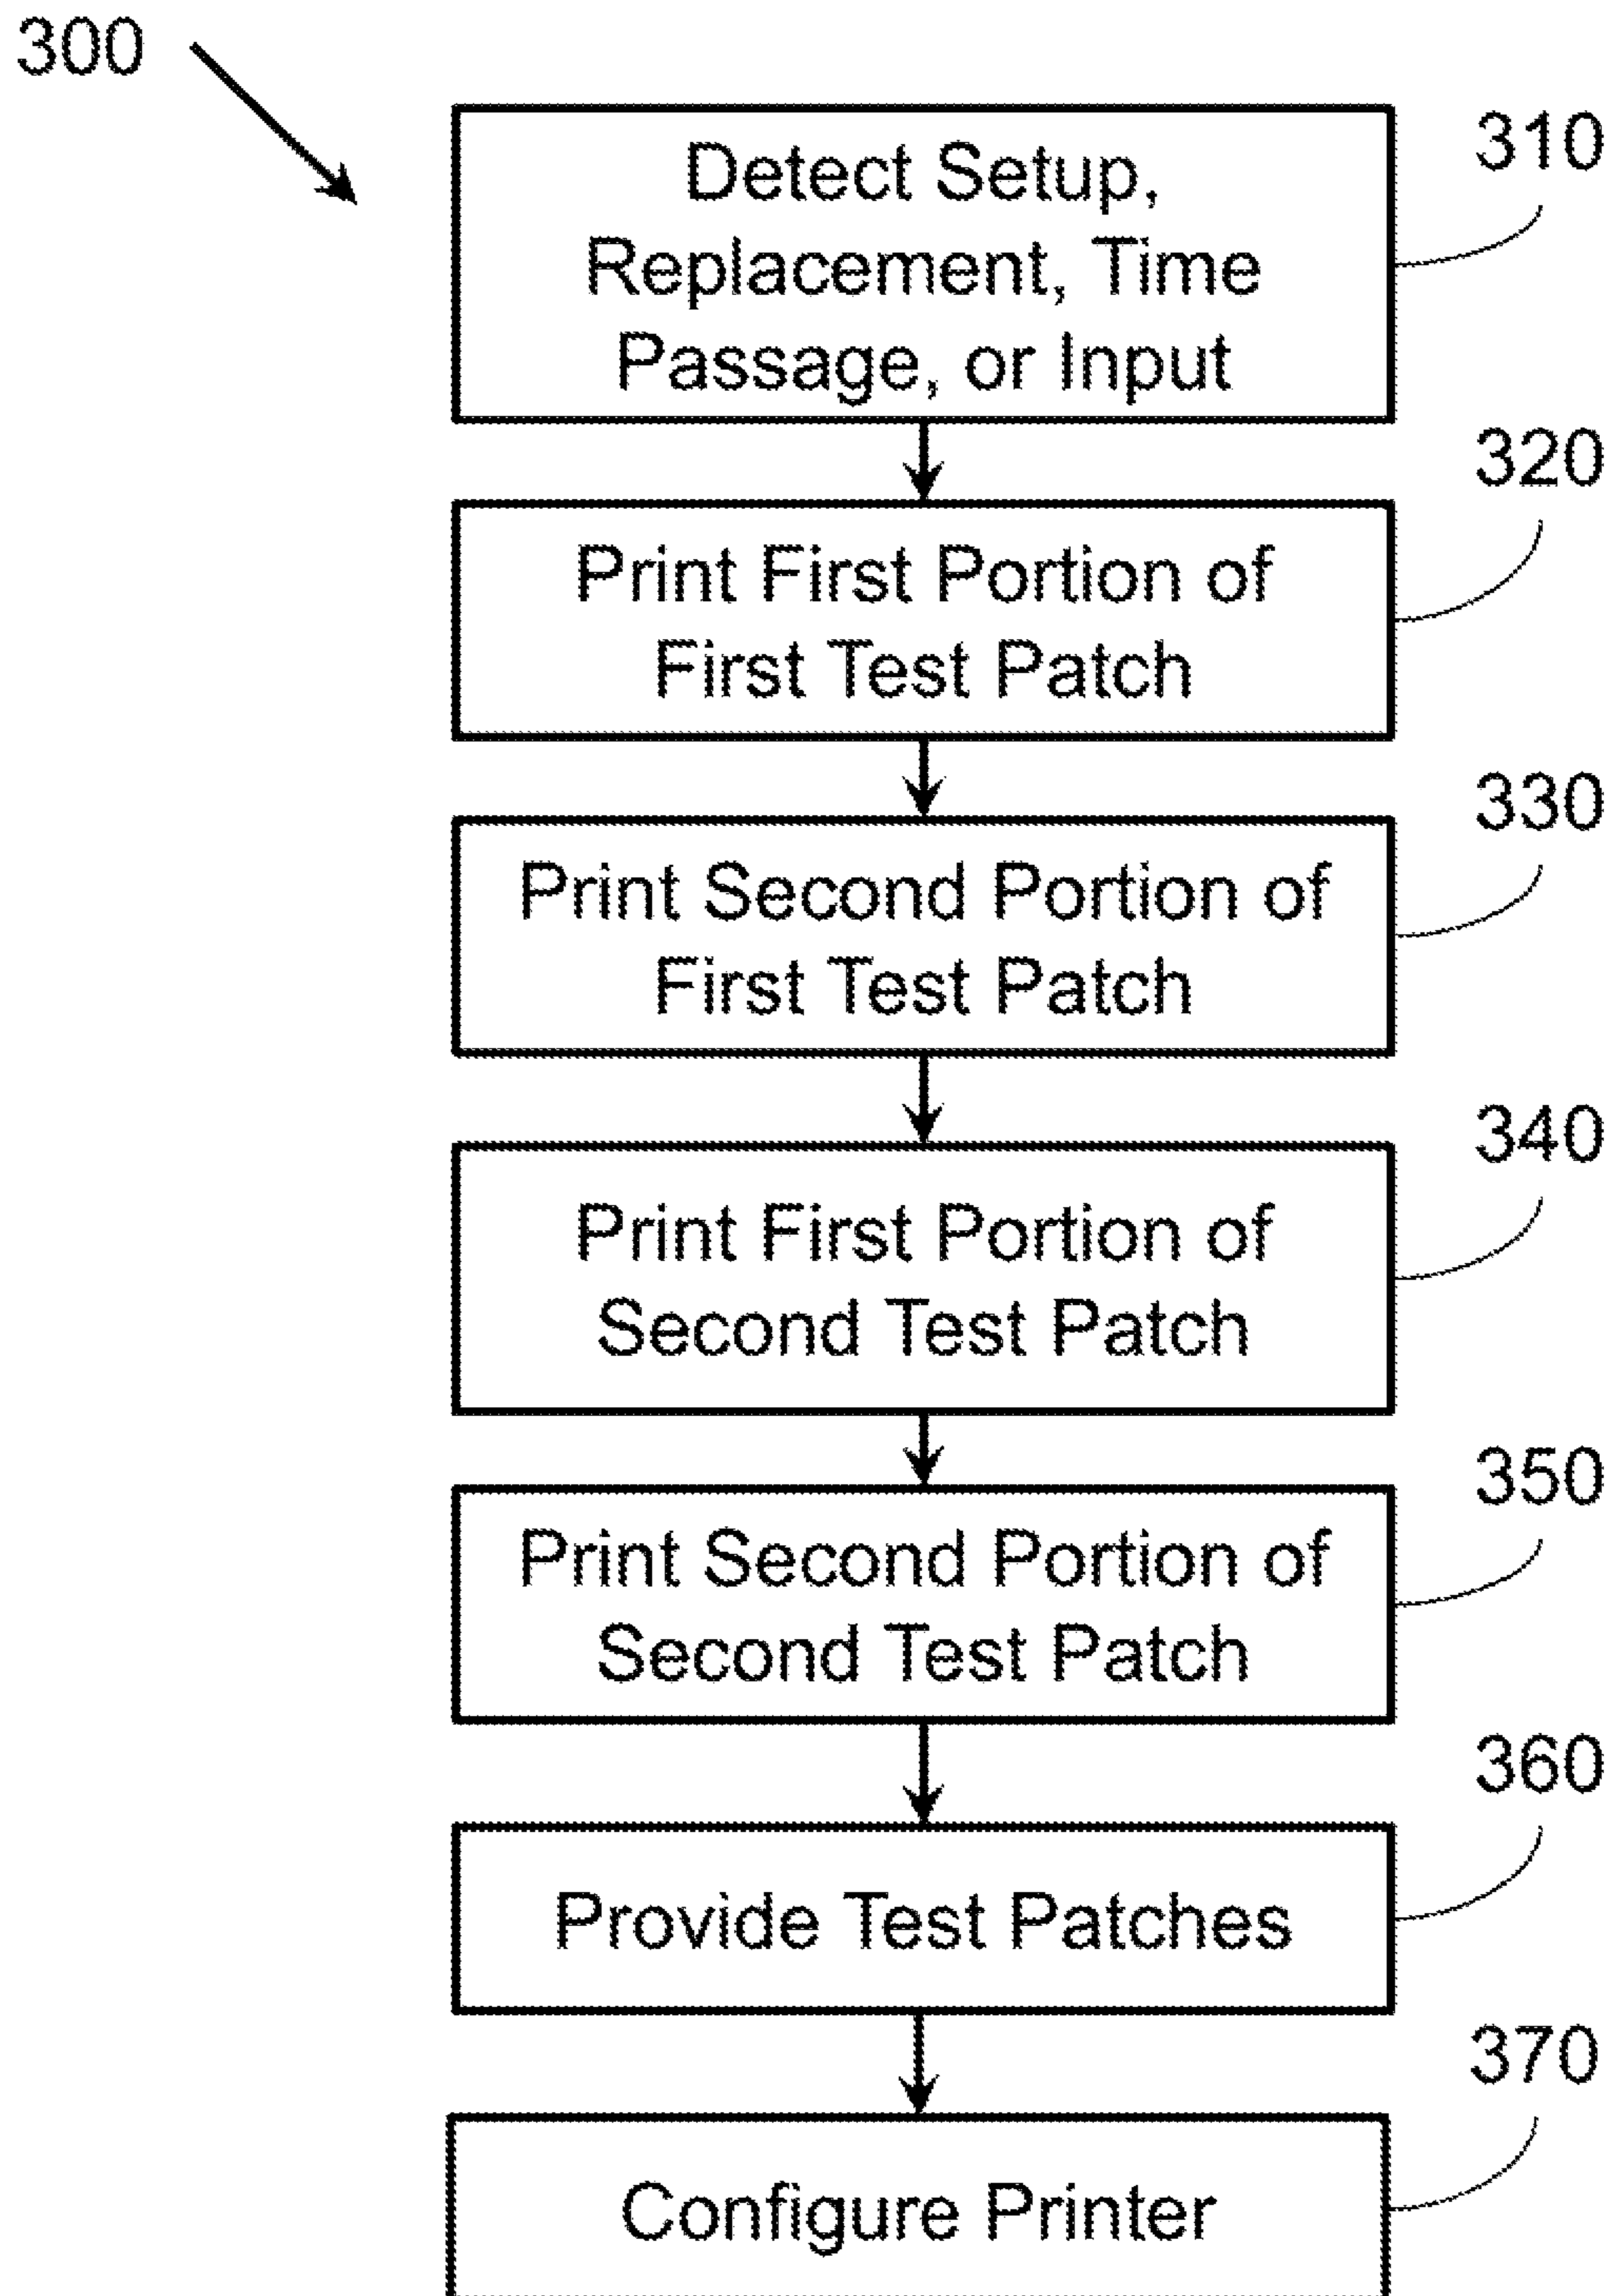 300
310
Detect Setup,
Replacement, Time
Passage, or Input
320
Print First Portion of
First Test Patch
330
Print Second Portion of
First Test Patch
340
Print First Portion of
Second Test Patch
350
Print Second Portion of
Second Test Patch
360
Provide Test Patches
370
Configure Printer